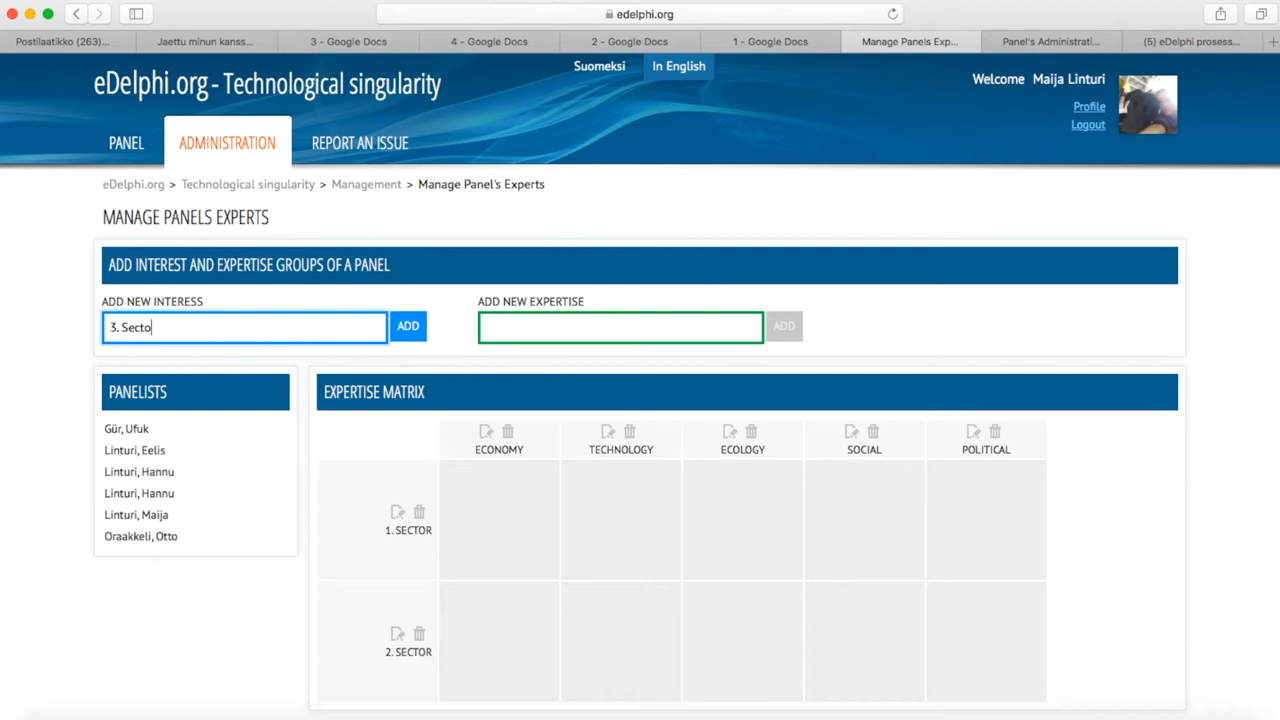 edelphi.org
Postilaatikko (263)...
Jaettu minun kanss...
3 - Google Docs
4 - Google Docs
2 - Google Docs
1 - Google Docs
Manage Panels Exp...
Panel's Administrati...
(5) eDelphi prosess...
Suomeksi
In English
eDelphi.org - Technological singularity
Welcome Maija Linturi
Profile
Logout
PANEL
ADMINISTRATION
REPORT AN ISSUE
eDelphi.org > Technological singularity > Management > Manage Panel's Experts
MANAGE PANELS EXPERTS
ADD INTEREST AND EXPERTISE GROUPS OF A PANEL
ADD NEW INTERESS
ADD NEW EXPERTISE
3. Secto
ADD
ADD
PANELISTS
Gür, Ufuk
Linturi, Eelis
Linturi, Hannu
Linturi, Hannu
Linturi, Maija
Oraakkeli, Otto
EXPERTISE MATRIX
ECONOMY
TECHNOLOGY
ECOLOGY
SOCIAL
POLITICAL
1. SECTOR
2. SECTOR